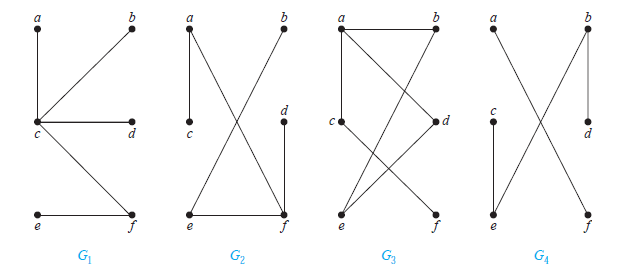 a b a b a b a b
d c
c d c c d d
e f e f e f e f
G1 G2 G3 G4